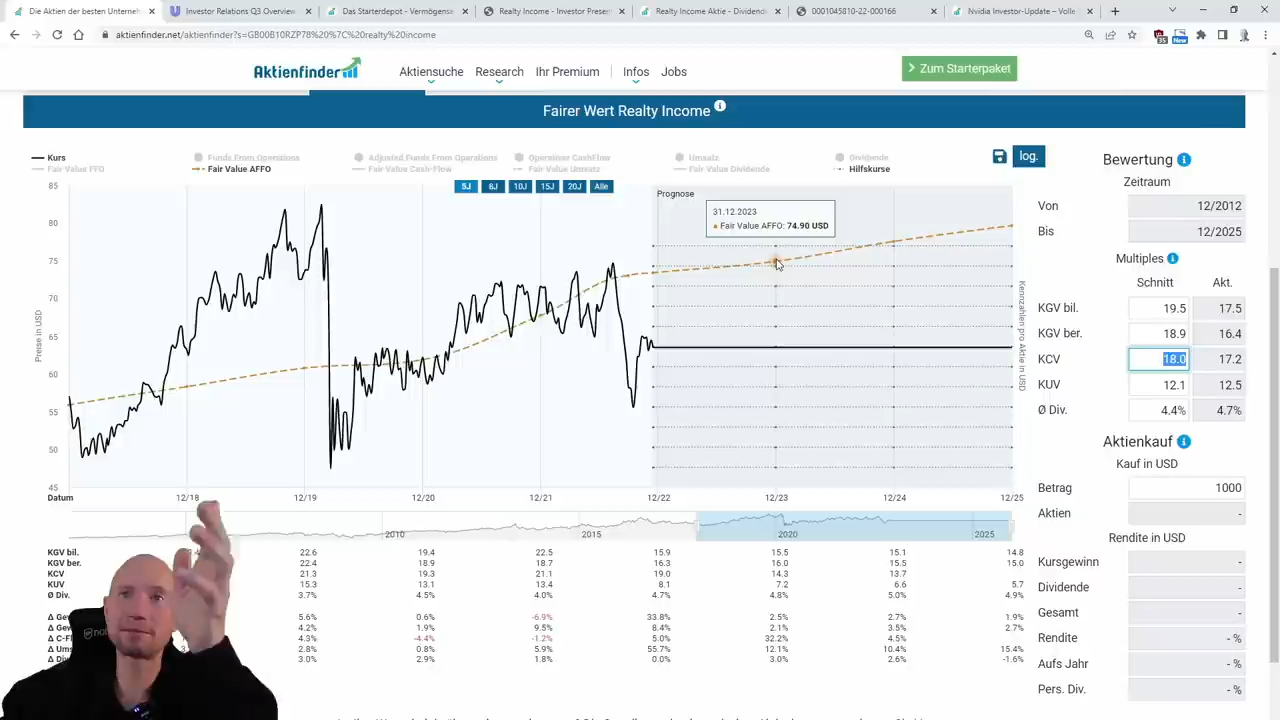 Die Aktien der besten Unterneh
Investor Relations Q3 Overview
Das Starterdepot - Vermögense
Realty Income - Investor Preser
Realty Income Aktie - Dividend
0001045810-22-000166
Nvidia Investor-Update – Volle
aktienfinder.net/aktienfinder?s=GB00B10RZP78%20%7C%20realty%20income
35
New
Aktienfinder
Aktiensuche
Research
Ihr Premium
Infos
Jobs
> Zum Starterpaket
Fairer Wert Realty Income
Kurs
Funds From Operations
Adjusted Funds From Operations
Operativer CashFlow
Umsatz
Dividende
Fair Value FFO
Fair Value AFFO
Fair Value Cash-Flow
Fair Value Umsatz
Fair Value Dividende
Hilfskurse
log.
5J
8J
10J
15J
20J
Alle
Prognose
31.12.2023
Fair Value AFFO: 74.90 USD
85
80
75
70
65
60
55
50
45
Preise in USD
Kennzahlen pro Aktie in USD
Datum
12/18
12/19
12/20
12/21
12/22
12/23
12/24
12/25
2010
2015
2020
2025
KGV bil. 22.6 19.4 22.5 15.9 15.5 15.1 14.8
KGV ber. 22.4 18.9 18.7 16.3 16.0 15.5 15.0
KCV 21.3 19.3 21.1 19.0 14.3 13.7
KUV 15.3 13.1 13.4 8.1 7.2 6.6 5.7
Ø Div. 3.7% 4.5% 4.0% 4.7% 4.8% 5.0% 4.9%
Δ Gew 5.6% 0.6% -6.9% 33.8% 2.5% 2.7% 1.9%
Δ Ge 4.2% 1.9% 9.5% 8.4% 2.1% 3.5% 2.7%
Δ C-Fl 4.3% -4.4% -1.2% 5.0% 32.2% 4.5%
Δ Ums 2.8% 0.8% 5.9% 55.7% 12.1% 10.4% 15.4%
Δ Di 3.0% 2.9% 1.8% 0.0% 3.0% 2.6% -1.6%
Bewertung
Zeitraum
Von 12/2012
Bis 12/2025
Multiples
Schnitt Akt.
KGV bil. 19.5 17.5
KGV ber. 18.9 16.4
KCV 18.0 17.2
KUV 12.1 12.5
Ø Div. 4.4% 4.7%
Aktienkauf
Kauf in USD
Betrag 1000
Aktien -
Rendite in USD
Kursgewinn -
Dividende -
Gesamt -
Rendite - %
Aufs Jahr - %
Pers. Div. - %